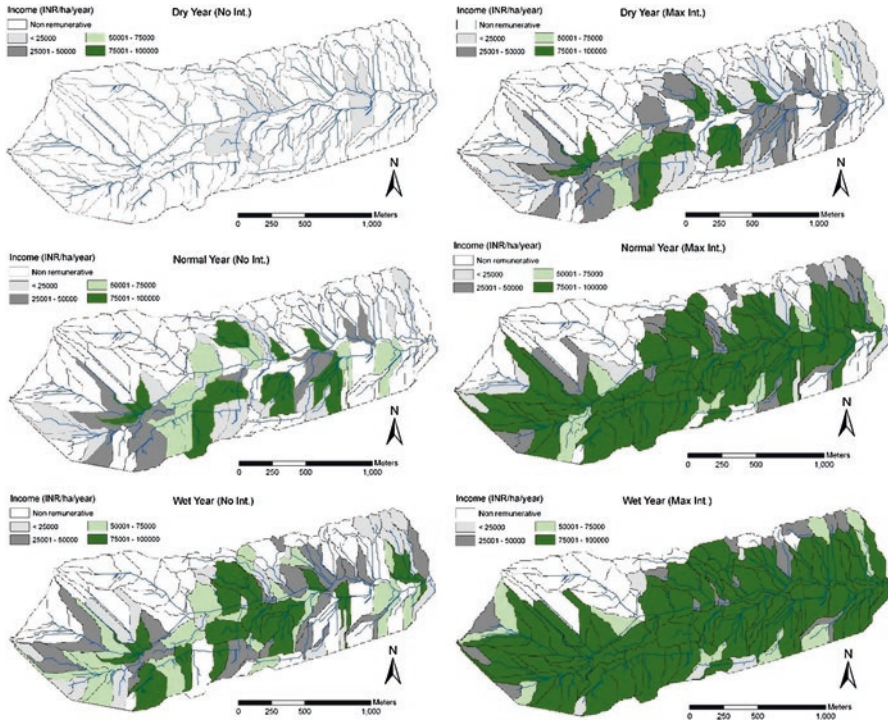 Income (INR/ha/year)
Dry Year (No Int.)
Non remunerative
< 25000
50001 - 75000
25001 - 50000
75001 - 100000
N
Meters
0 250 500 1,000
Income (INR/ha/year)
Dry Year (Max Int.)
Non remunerative
< 25000
50001 - 75000
25001 - 50000
75001 - 100000
N
Meters
0 250 500 1,000
Income (INR/ha/year)
Normal Year (No Int.)
Non remunerative
< 25000
50001 - 75000
25001 - 50000
75001 - 100000
N
Meters
0 250 500 1,000
Income (INR/ha/year)
Normal Year (Max Int.)
Non remunerative
< 25000
50001 - 75000
25001 - 50000
75001 - 100000
N
Meters
0 250 500 1,000
Income (INR/ha/year)
Wet Year (No Int.)
Non remunerative
< 25000
50001 - 75000
25001 - 50000
75001 - 100000
N
Meters
0 250 500 1,000
Income (INR/ha/year)
Wet Year (Max Int.)
Non remunerative
< 25000
50001 - 75000
25001 - 50000
75001 - 100000
N
Meters
0 250 500 1,000